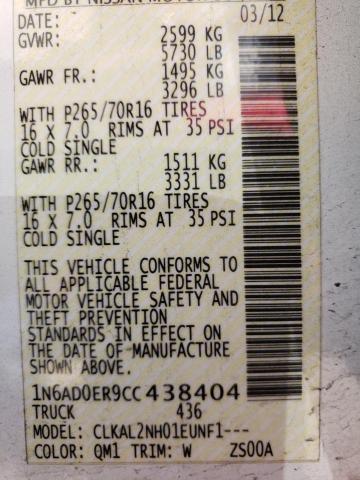 MFD BY NISSAN MOTOR
DATE: 03/12
GVWR: 2599 KG
5730 LB
GAWR FR.: 1495 KG
3296 LB
WITH P265/70R16 TIRES
16 X 7.0 RIMS AT 35 PSI
COLD SINGLE
GAWR RR.: 1511 KG
3331 LB
WITH P265/70R16 TIRES
16 X 7.0 RIMS AT 35 PSI
COLD SINGLE
THIS VEHICLE CONFORMS TO
ALL APPLICABLE FEDERAL
MOTOR VEHICLE SAFETY AND
THEFT PREVENTION
STANDARDS IN EFFECT ON
THE DATE OF MANUFACTURE
SHOWN ABOVE.
1N6AD0ER9CC438404
TRUCK 436
MODEL: CLKAL2NH01EUNF1---
COLOR: QM1 TRIM: W ZS00A